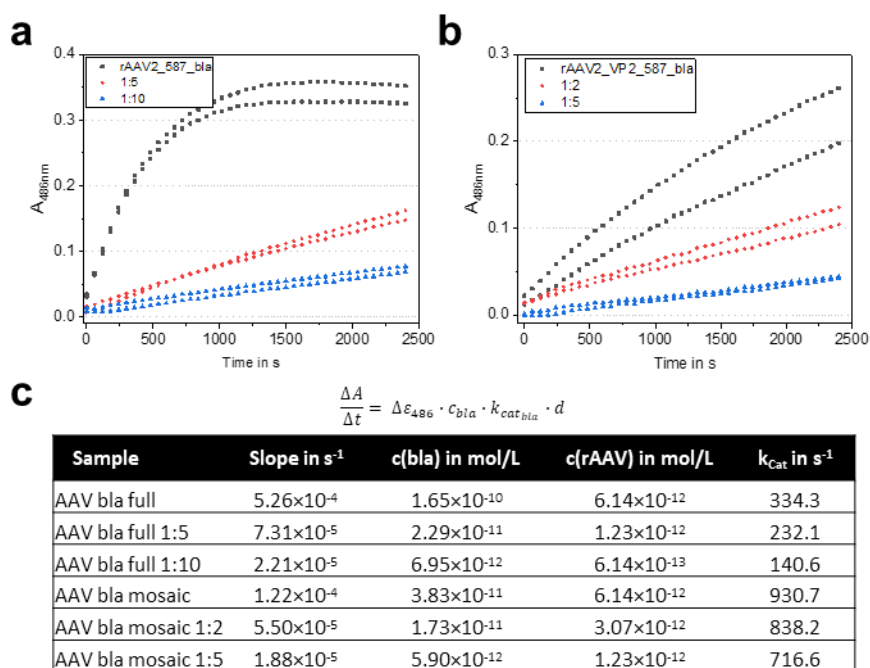 a
b
0.4
0.3
0.2
0.1
0.0
A486nm
rAAV2_587_bla
1:5
1:10
0 500 1000 1500 2000 2500
Time in s
0.3
0.2
0.1
0
A486nm
rAAV2_VP2_587_bla
1:2
1:5
0 500 1000 1500 2000 2500
Time in s
c
ΔA/Δt = Δε₄₈₆ · c_bla · k_cat_bla · d
Sample Slope in s⁻¹ c(bla) in mol/L c(rAAV) in mol/L kCat in s⁻¹
AAV bla full 5.26×10⁻⁴ 1.65×10⁻¹⁰ 6.14×10⁻¹² 334.3
AAV bla full 1:5 7.31×10⁻⁵ 2.29×10⁻¹¹ 1.23×10⁻¹² 232.1
AAV bla full 1:10 2.21×10⁻⁵ 6.95×10⁻¹² 6.14×10⁻¹³ 140.6
AAV bla mosaic 1.22×10⁻⁴ 3.83×10⁻¹¹ 6.14×10⁻¹² 930.7
AAV bla mosaic 1:2 5.50×10⁻⁵ 1.73×10⁻¹¹ 3.07×10⁻¹² 838.2
AAV bla mosaic 1:5 1.88×10⁻⁵ 5.90×10⁻¹² 1.23×10⁻¹² 716.6